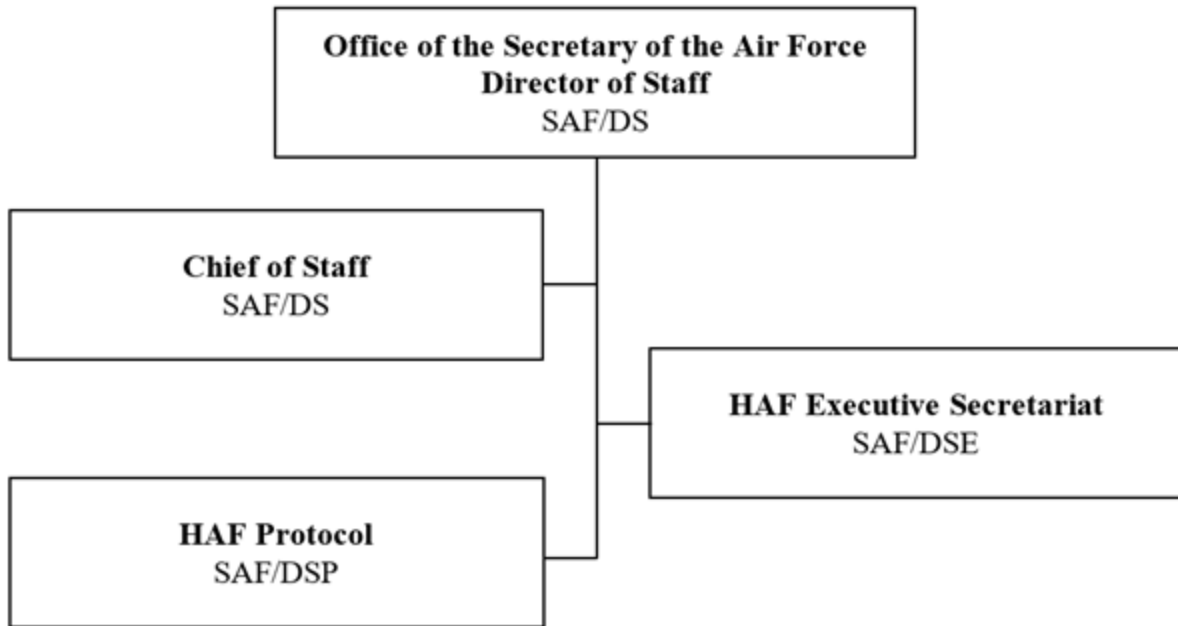 Office of the Secretary of the Air Force
Director of Staff
SAF/DS
Chief of Staff
SAF/DS
HAF Executive Secretariat
SAF/DSE
HAF Protocol
SAF/DSP